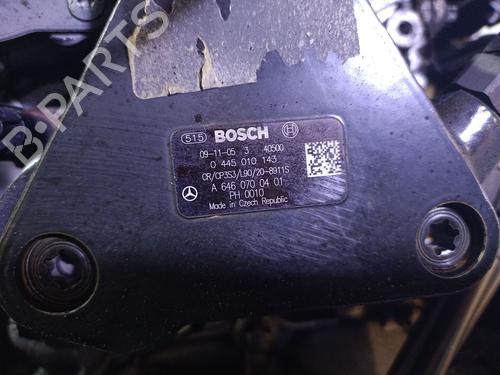 515 BOSCH
09-11-05 3 40500
0 445 010 143
CR/CP3S3/L90/20-8911S
A 646 070 04 01
PH 0010
Made in Czech Republic
B-PARTS